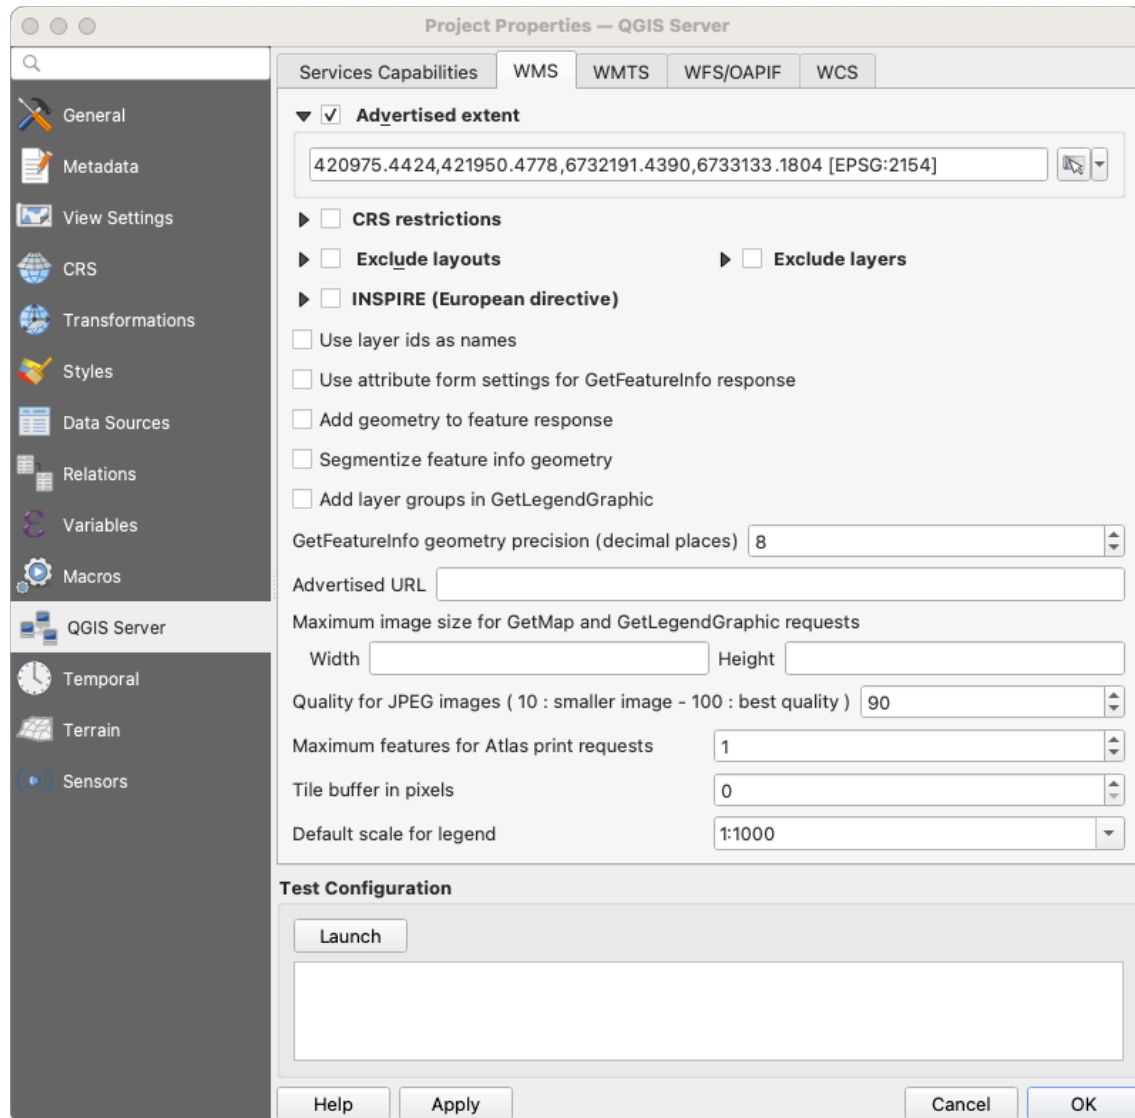 Project Properties — QGIS Server
General
Metadata
View Settings
CRS
Transformations
Styles
Data Sources
Relations
Variables
Macros
QGIS Server
Temporal
Terrain
Sensors
Services Capabilities WMS WMTS WFS/OAPIF WCS
Advertised extent
420975.4424,421950.4778,6732191.4390,6733133.1804 [EPSG:2154]
CRS restrictions
Exclude layouts Exclude layers
INSPIRE (European directive)
Use layer ids as names
Use attribute form settings for GetFeatureInfo response
Add geometry to feature response
Segmentize feature info geometry
Add layer groups in GetLegendGraphic
GetFeatureInfo geometry precision (decimal places) 8
Advertised URL
Maximum image size for GetMap and GetLegendGraphic requests
Width Height
Quality for JPEG images ( 10 : smaller image - 100 : best quality ) 90
Maximum features for Atlas print requests 1
Tile buffer in pixels 0
Default scale for legend 1:1000
Test Configuration
Launch
Help Apply Cancel OK